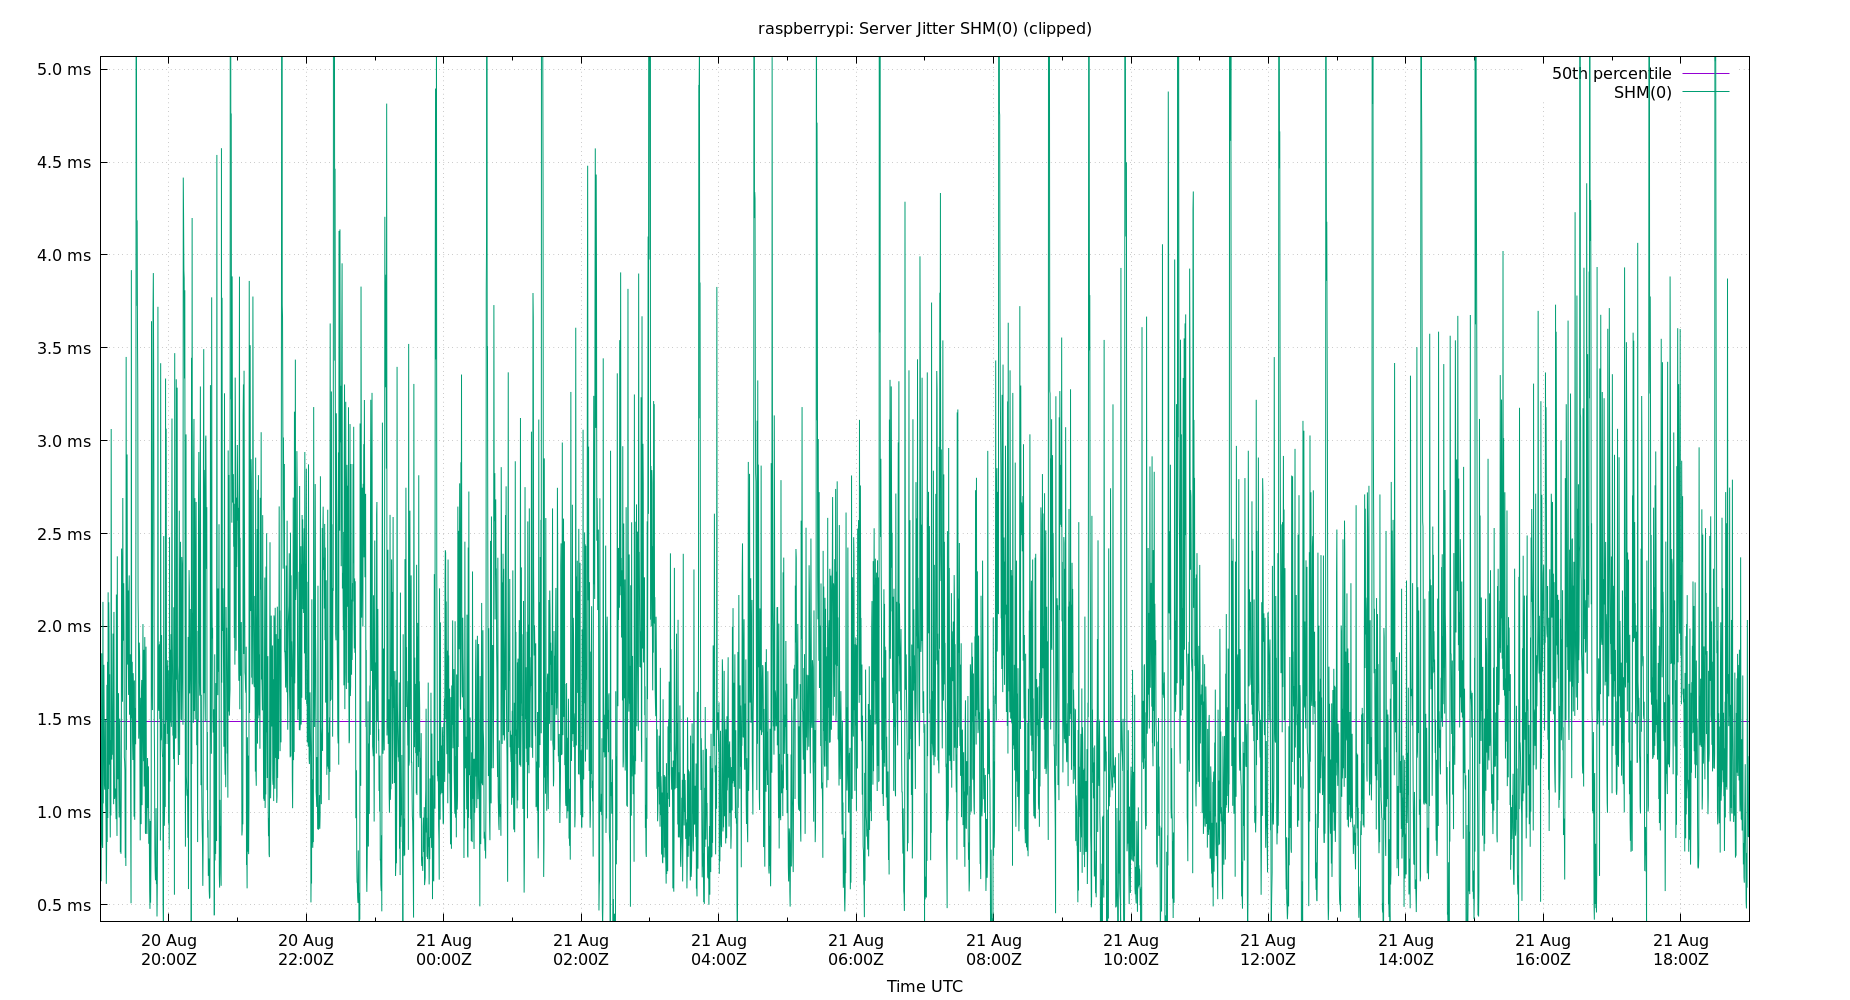 raspberrypi: Server Jitter SHM(0) (clipped)
50th percentile
SHM(0)
5.0 ms
4.5 ms
4.0 ms
3.5 ms
3.0 ms
2.5 ms
2.0 ms
1.5 ms
1.0 ms
0.5 ms
20 Aug 20 Aug 21 Aug 21 Aug 21 Aug 21 Aug 21 Aug 21 Aug 21 Aug 21 Aug 21 Aug 21 Aug
20:00Z 22:00Z 00:00Z 02:00Z 04:00Z 06:00Z 08:00Z 10:00Z 12:00Z 14:00Z 16:00Z 18:00Z
Time UTC